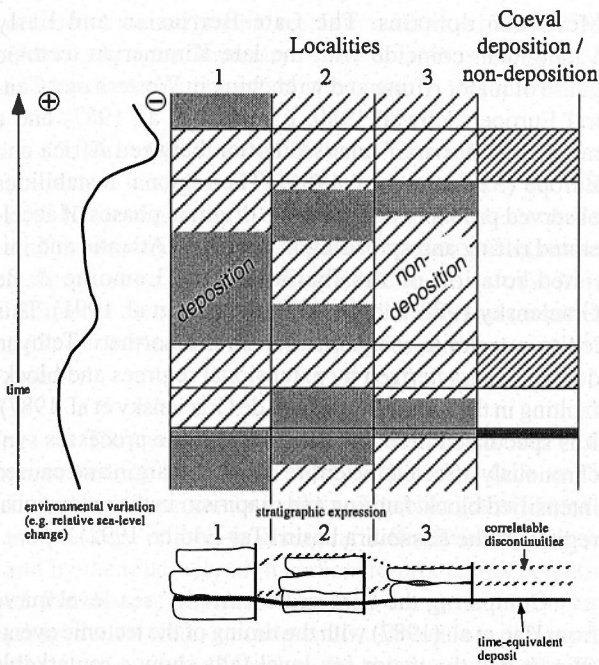 Coeval
deposition /
non-deposition
Localities
1 2 3
+ −
deposition
non-
deposition
time
environmental variation
(e.g. relative sea-level
change)
stratigraphic expression
1 2 3
correlatable
discontinuities
time-equivalent
deposit